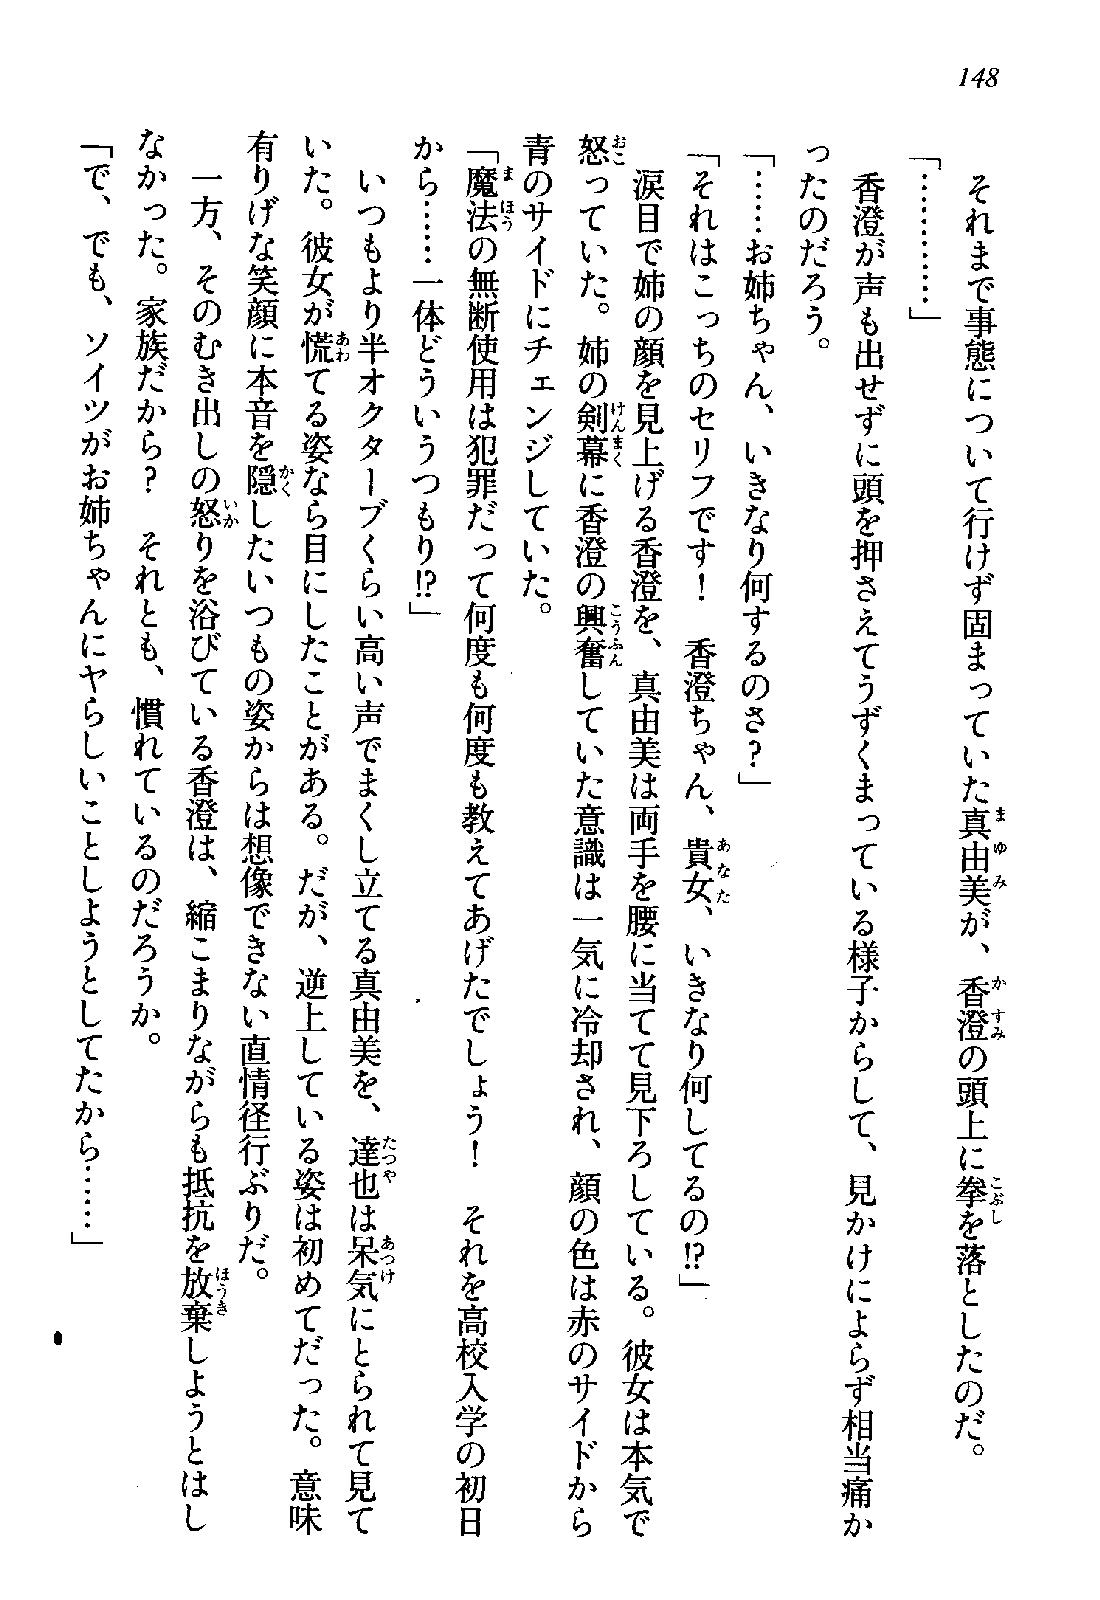 148
それまで事態について行けず固まっていた真由美が、香澄の頭上に拳を落としたのだ。
「…………」
香澄が声も出せずに頭を押さえてうずくまっている様子からして、見かけによらず相当痛か
ったのだろう。
「……お姉ちゃん、いきなり何するのさ?」
「それはこっちのセリフです! 香澄ちゃん、貴女、いきなり何してるの!?」
涙目で姉の顔を見上げる香澄を、真由美は両手を腰に当てて見下ろしている。彼女は本気で
怒っていた。姉の剣幕に香澄の興奮していた意識は一気に冷却され、顔の色は赤のサイドから
青のサイドにチェンジしていた。
「魔法の無断使用は犯罪だって何度も何度も教えてあげたでしょう! それを高校入学の初日
から……一体どういうつもり!?」
いつもより半オクターブくらい高い声でまくし立てる真由美を、達也は呆気にとられて見て
いた。彼女が慌てる姿なら目にしたことがある。だが、逆上している姿は初めてだった。意味
有りげな笑顔に本音を隠したいつもの姿からは想像できない直情径行ぶりだ。
一方、そのむき出しの怒りを浴びている香澄は、縮こまりながらも抵抗を放棄しようとはし
なかった。家族だから? それとも、慣れているのだろうか。
「で、でも、ソイツがお姉ちゃんにヤらしいことしようとしてたから……」